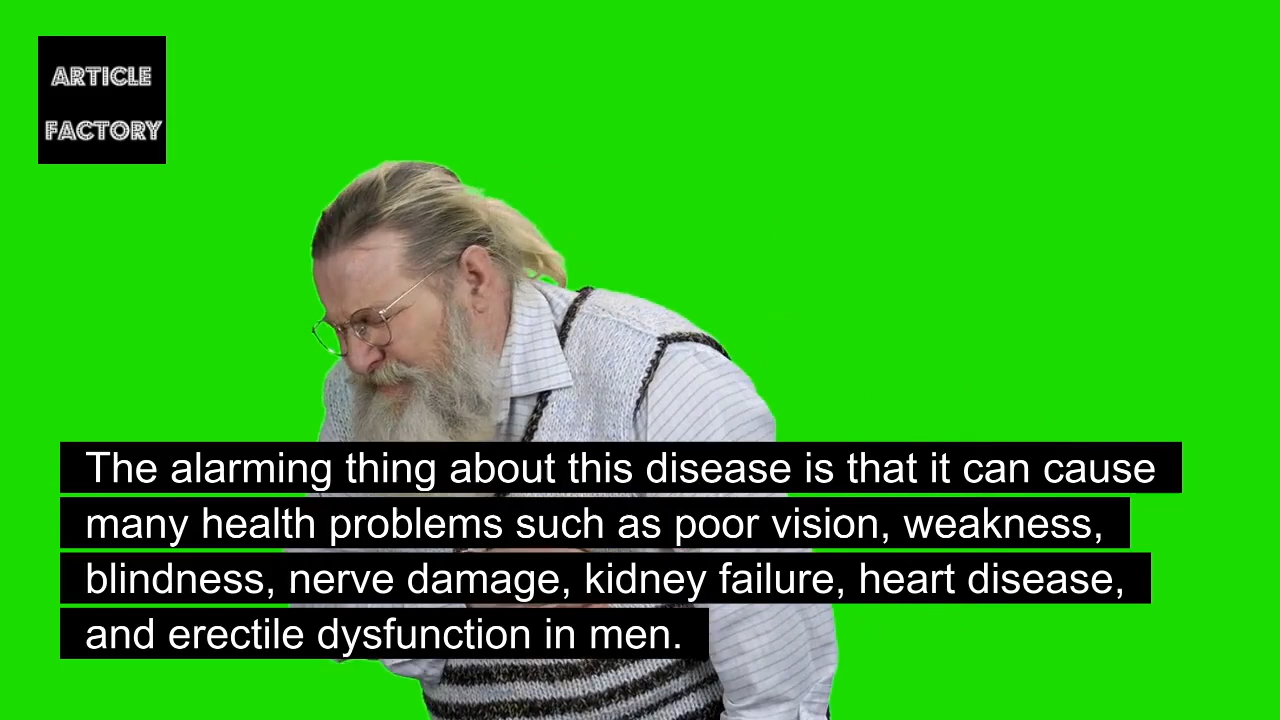 ARTICLE
FACTORY
The alarming thing about this disease is that it can cause
many health problems such as poor vision, weakness,
blindness, nerve damage, kidney failure, heart disease,
and erectile dysfunction in men.